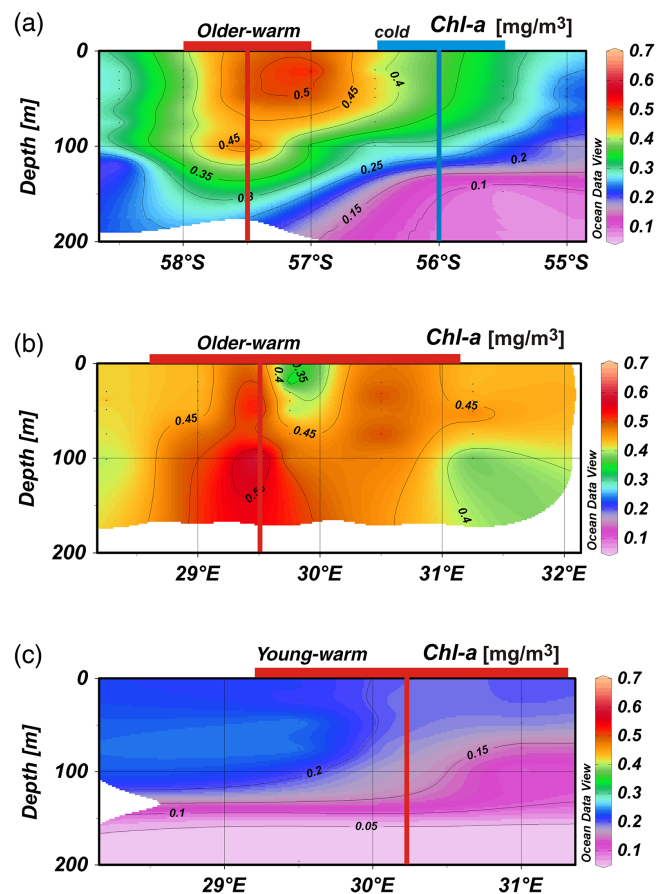 (a)
Older-warm
cold
Chl-a [mg/m3]
0
100
200
Depth [m]
0.5
0.45
0.4
0.45
0.35
0.3
0.25
0.2
0.15
0.1
58°S
57°S
56°S
55°S
Ocean Data View
0.7
0.6
0.5
0.4
0.3
0.2
0.1
(b)
Older-warm
Chl-a [mg/m3]
0
100
200
Depth [m]
0.45
0.4
0.35
0.45
0.45
0.4
29°E
30°E
31°E
32°E
Ocean Data View
0.7
0.6
0.5
0.4
0.3
0.2
0.1
(c)
Young-warm
Chl-a [mg/m3]
0
100
200
Depth [m]
0.2
0.15
0.1
0.05
29°E
30°E
31°E
Ocean Data View
0.7
0.6
0.5
0.4
0.3
0.2
0.1